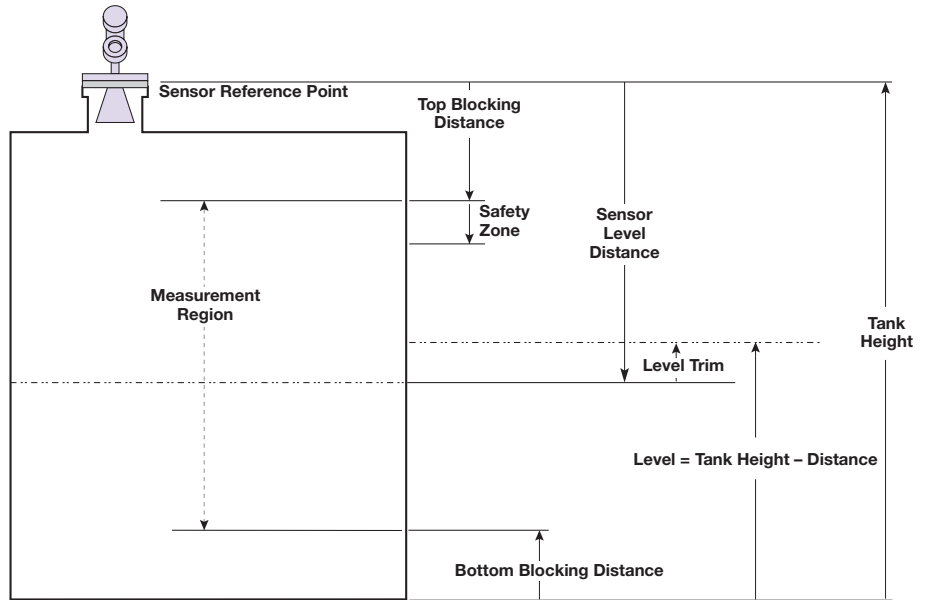 Sensor Reference Point
Top Blocking
Distance
Safety
Zone
Sensor
Level
Distance
Measurement
Region
Tank
Height
Level Trim
Level = Tank Height – Distance
Bottom Blocking Distance